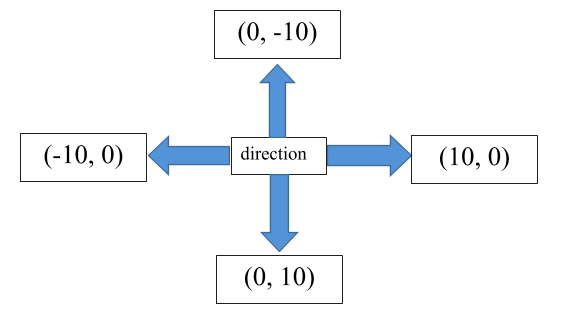 (0, -10)
(-10, 0)
direction
(10, 0)
(0, 10)